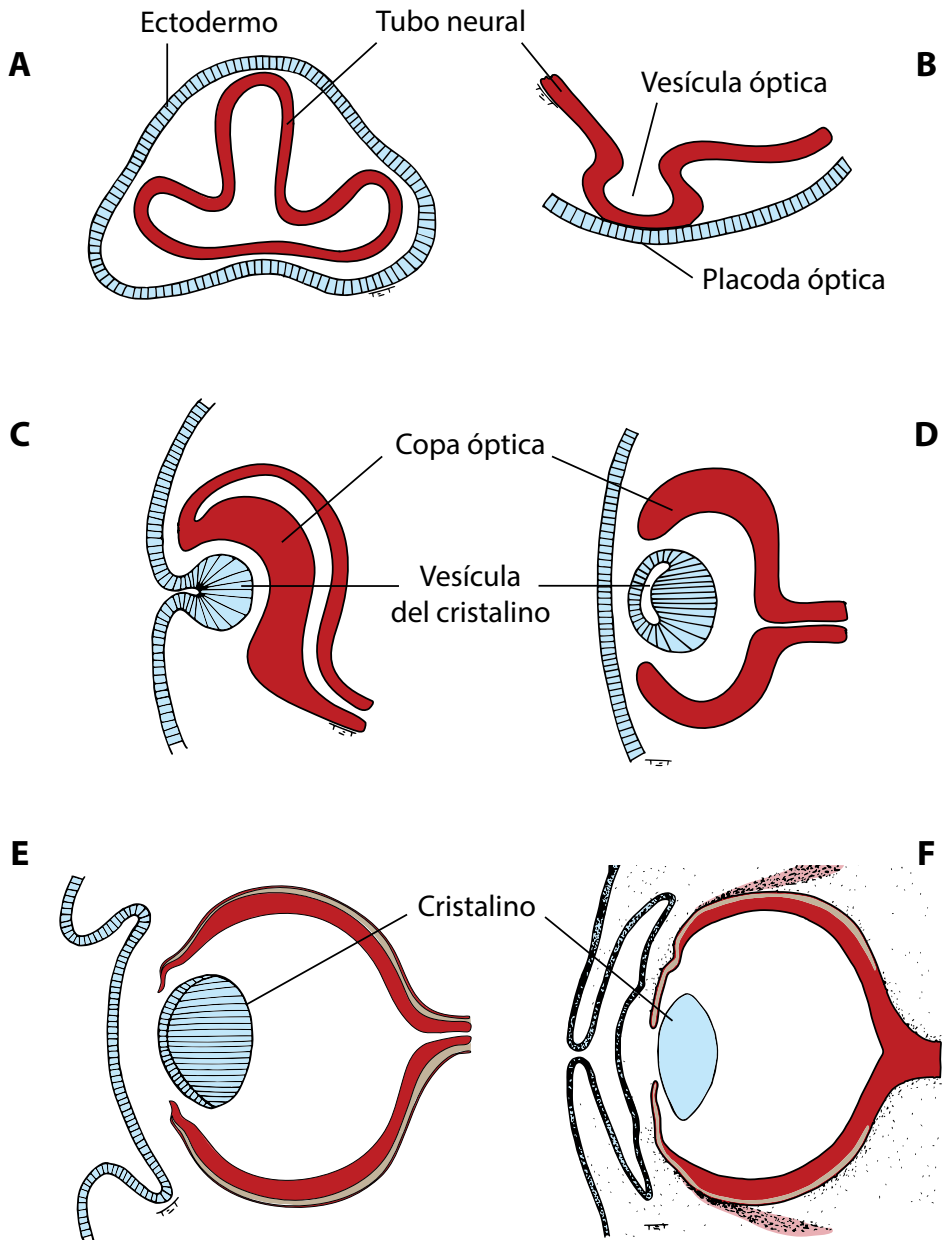 Ectodermo
Tubo neural
A
B
Vesícula óptica
Placoda óptica
C
D
Copa óptica
Vesícula
del cristalino
E
F
Cristalino